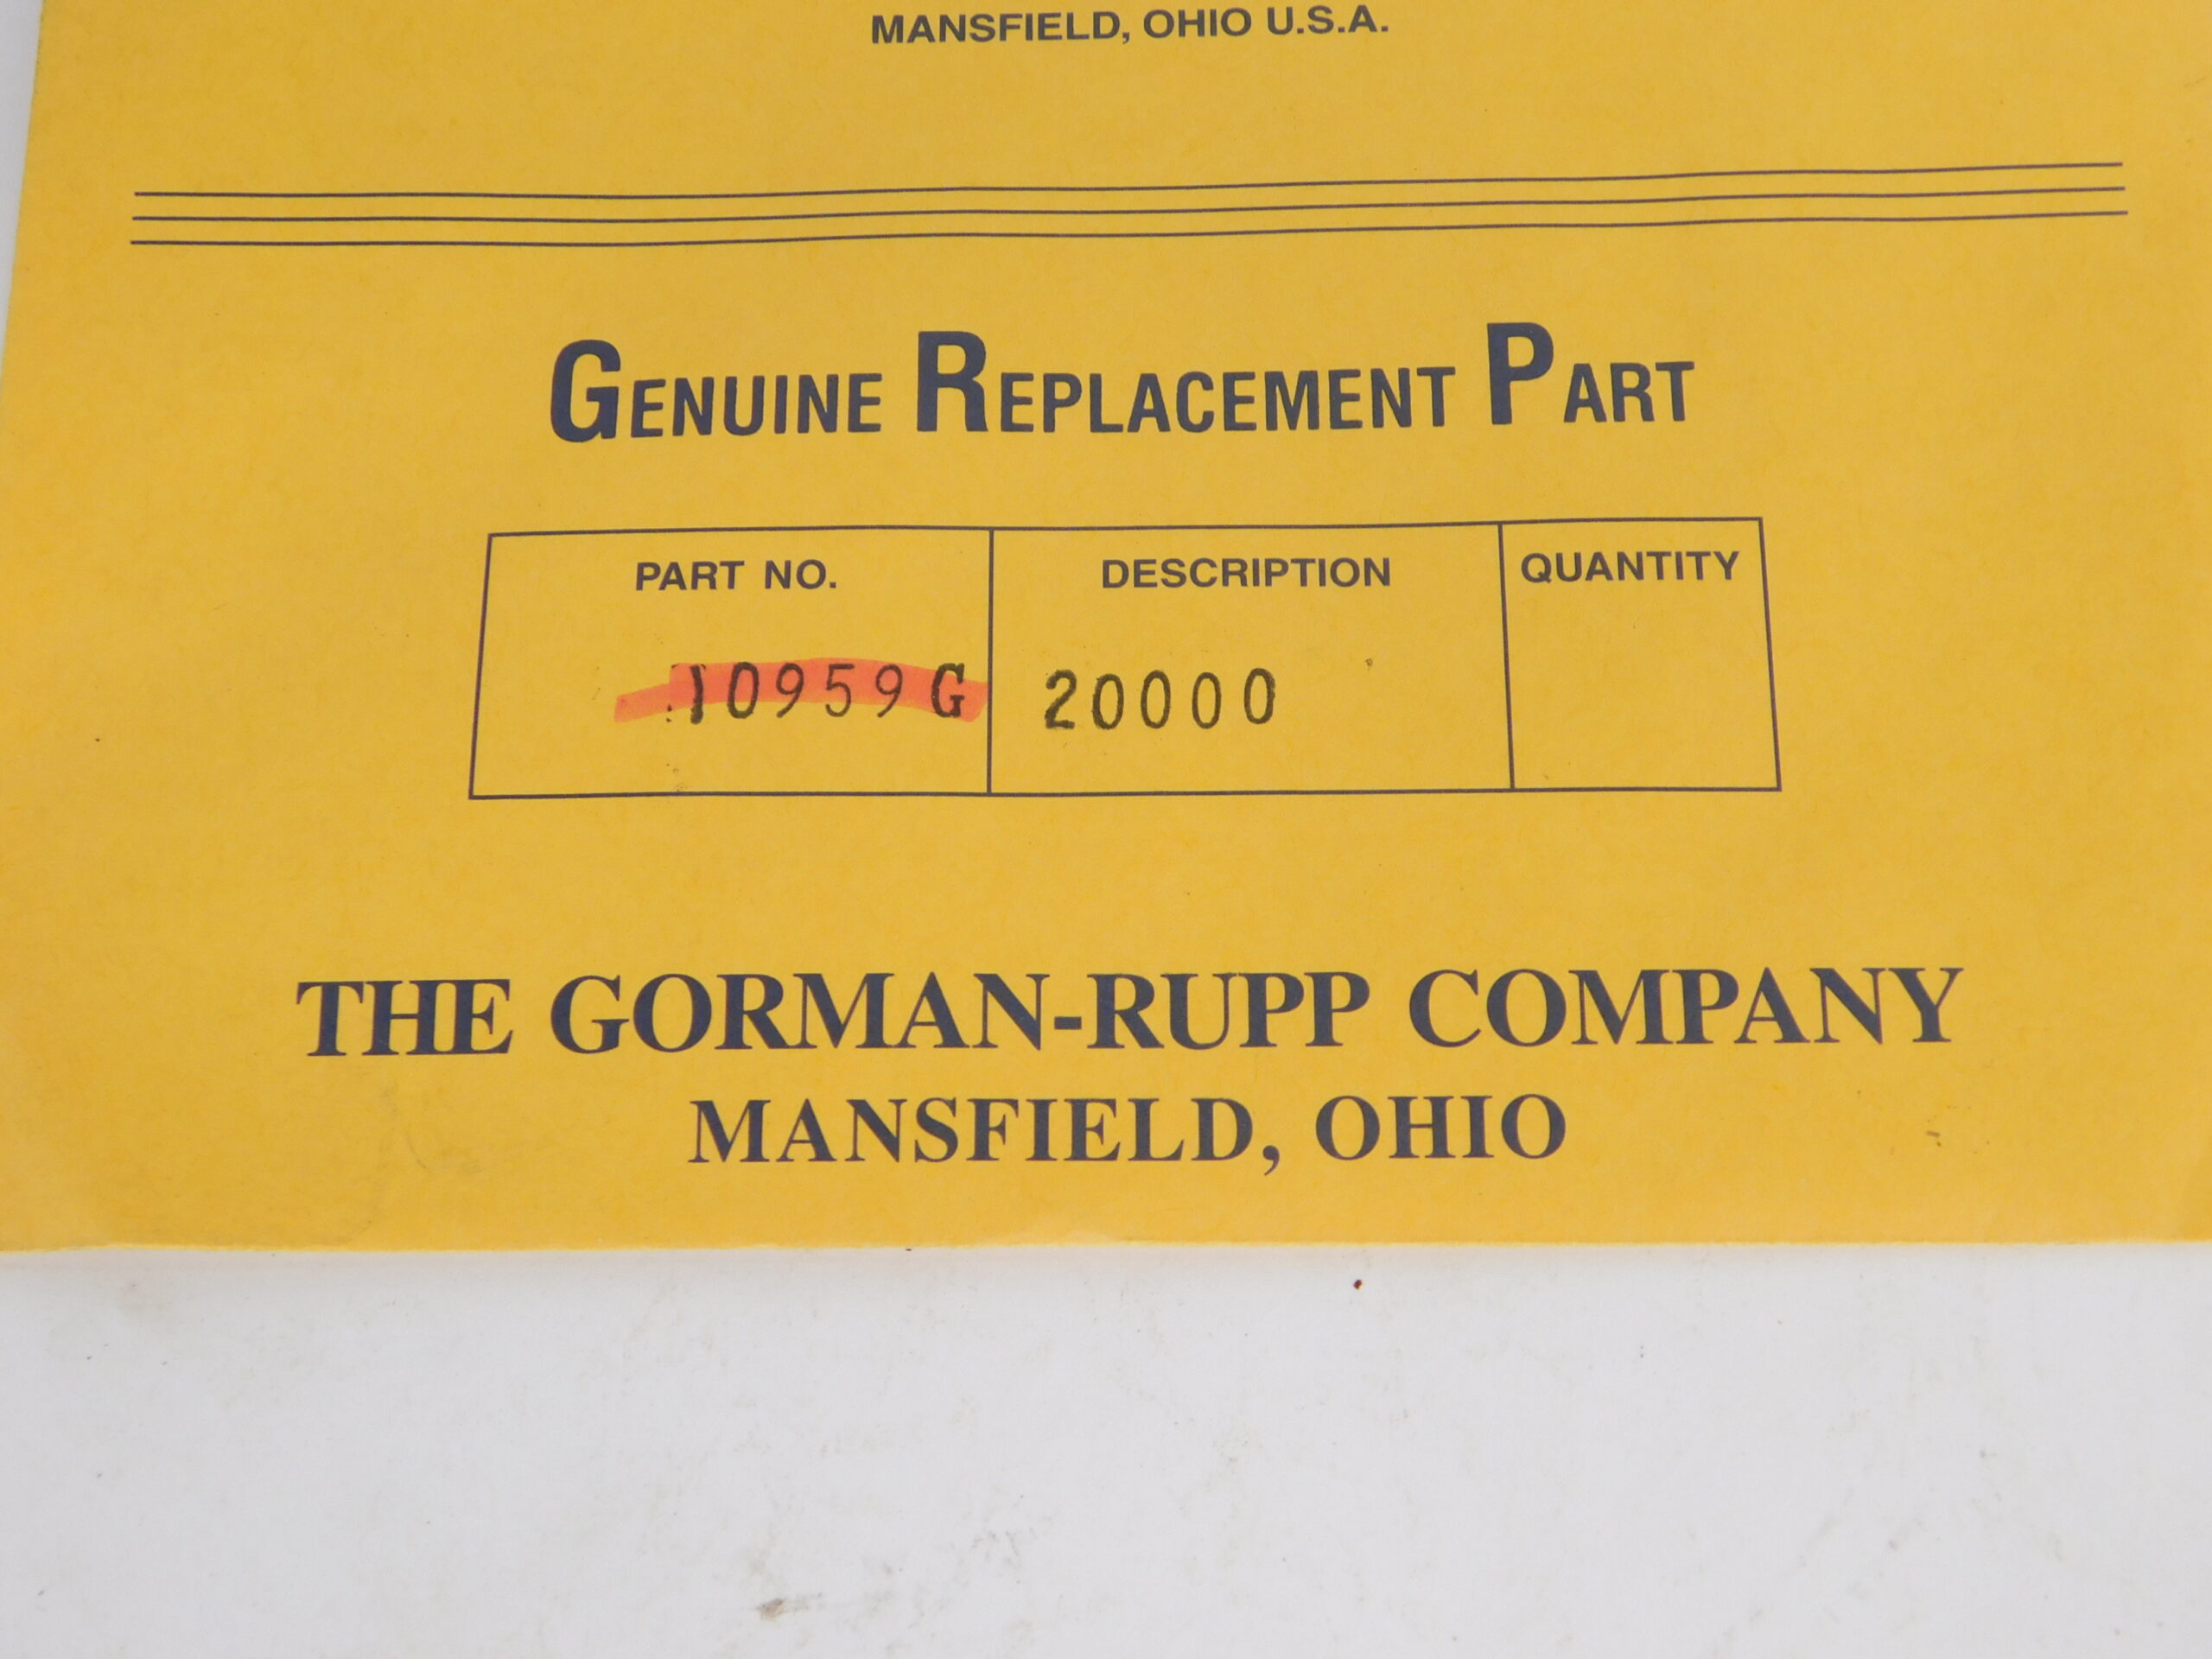 MANSFIELD, OHIO U.S.A.
GENUINE REPLACEMENT PART
PART NO. DESCRIPTION QUANTITY
10959G 20000
THE GORMAN-RUPP COMPANY
MANSFIELD, OHIO